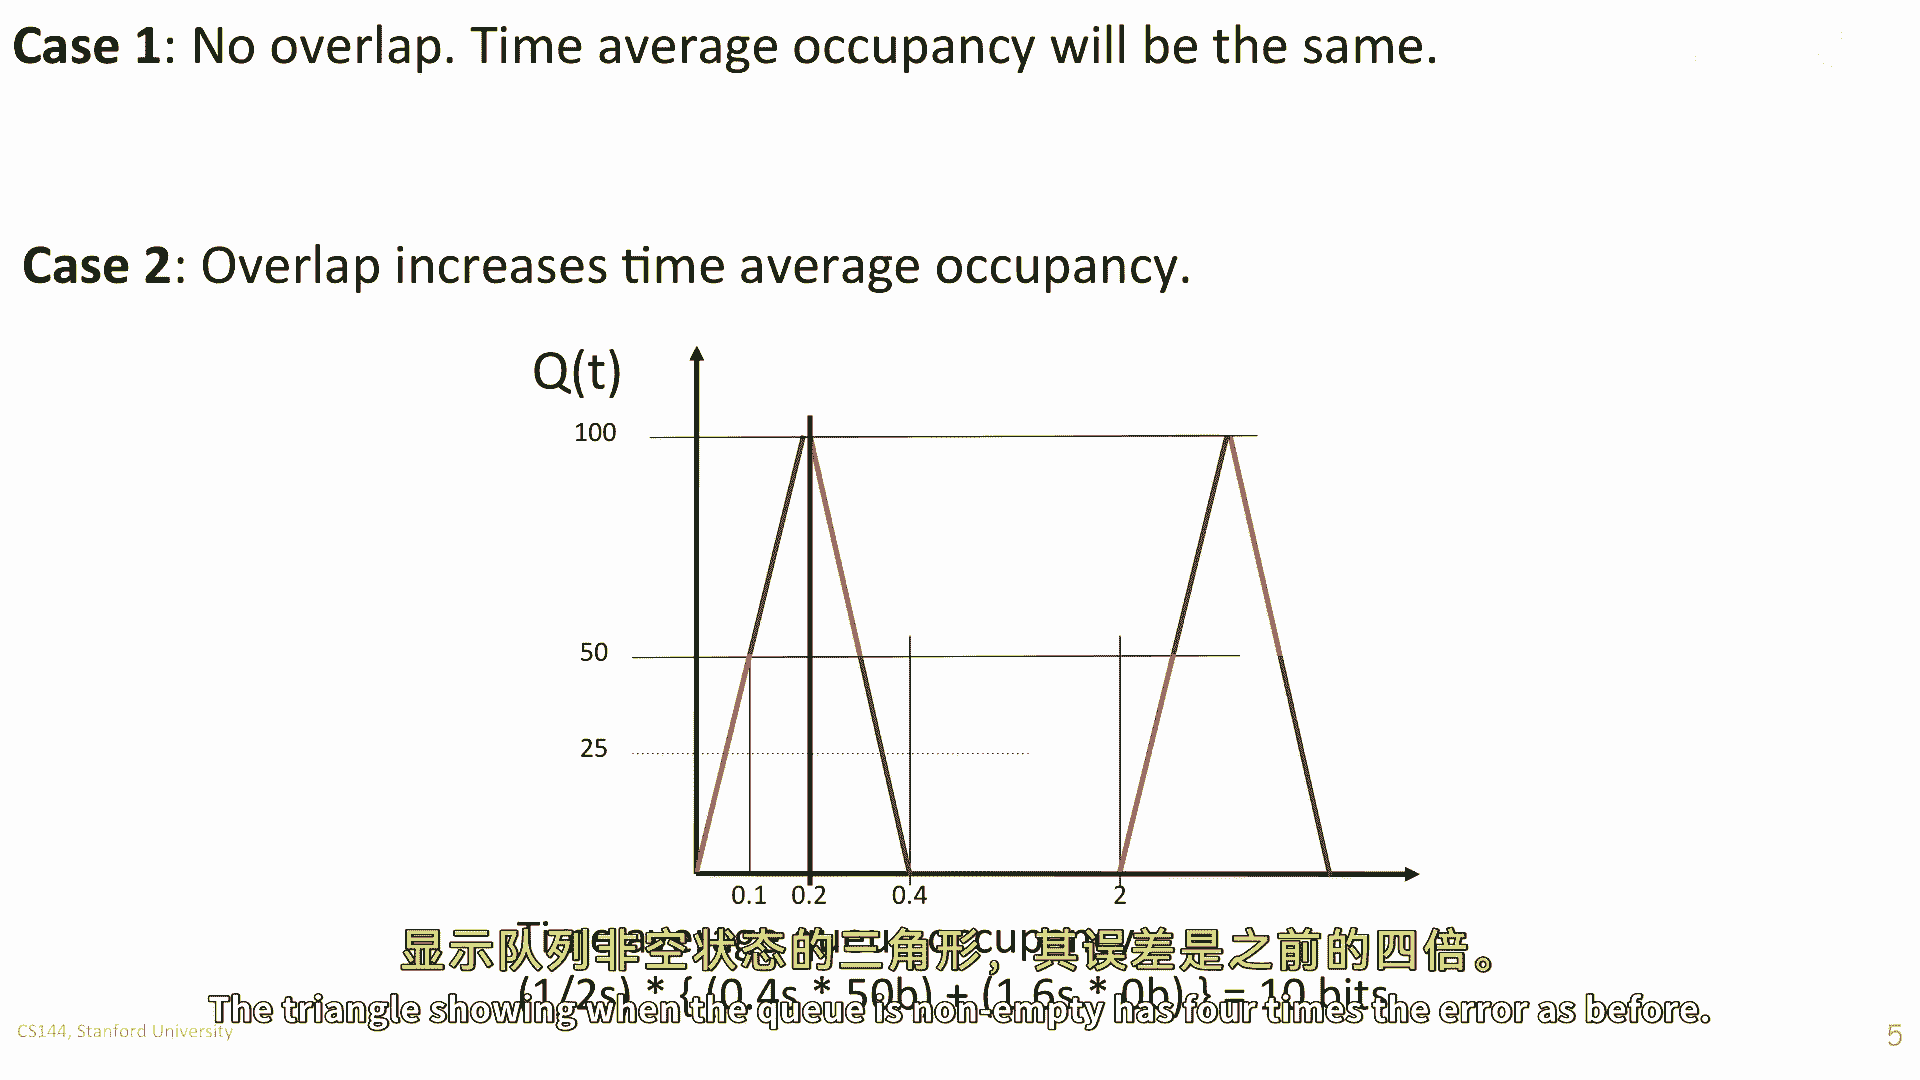 Case 1: No overlap. Time average occupancy will be the same.
Case 2: Overlap increases time average occupancy.
Q(t)
100
50
25
0.1 0.2 0.4 2
Time average queue occupancy
(1/2s) * { (0.4s * 50b) + (1.6s * 0b) } = 10 bits
显示队列非空状态的三角形，其误差是之前的四倍。
The triangle showing when the queue is non-empty has four times the error as before.
CS144, Stanford University
5